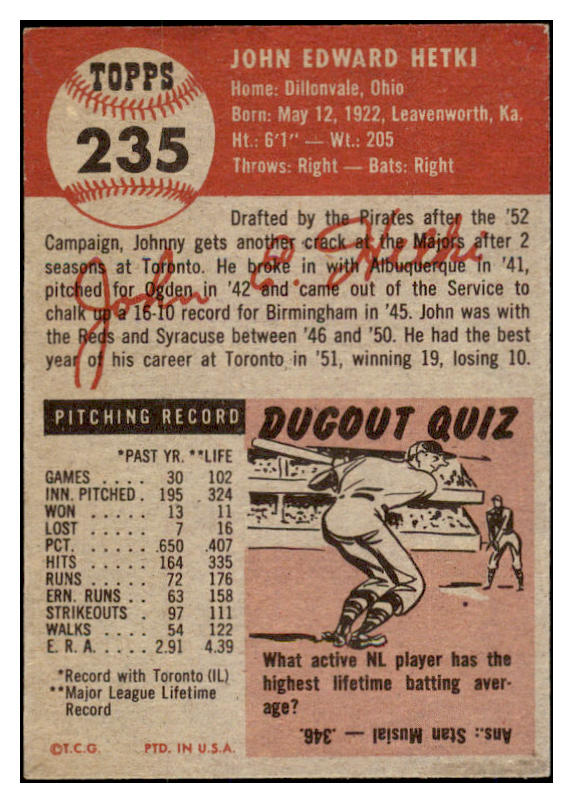 TOPPS
235
JOHN EDWARD HETKI
Home: Dillonvale, Ohio
Born: May 12, 1922, Leavenworth, Ka.
Ht.: 6'1" — Wt.: 205
Throws: Right — Bats: Right
Drafted by the Pirates after the '52
Campaign, Johnny gets another crack at the Majors after 2
seasons at Toronto. He broke in with Albuquerque in '41,
pitched for Ogden in '42 and came out of the Service to
chalk up a 16-10 record for Birmingham in '45. John was with
the Reds and Syracuse between '46 and '50. He had the best
year of his career at Toronto in '51, winning 19, losing 10.
John E. Hetki
PITCHING RECORD
*PAST YR. **LIFE
GAMES .... 30 102
INN. PITCHED. 195 324
WON ..... 13 11
LOST ..... 7 16
PCT. ..... .650 .407
HITS ..... 164 335
RUNS .... 72 176
ERN. RUNS .. 63 158
STRIKEOUTS . 97 111
WALKS .... 54 122
E. R. A. .... 2.91 4.39
*Record with Toronto (IL)
**Major League Lifetime
Record
©T.C.G. PTD. IN U.S.A.
DUGOUT QUIZ
What active NL player has the
highest lifetime batting aver-
age?
Ans.: Stan Musial — .346.